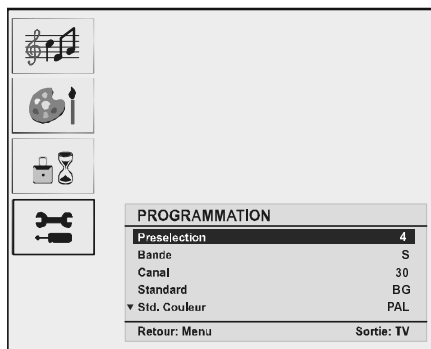 PROGRAMMATION
Preselection 4
Bande S
Canal 30
Standard BG
▼ Std. Couleur PAL
Retour: Menu Sortie: TV